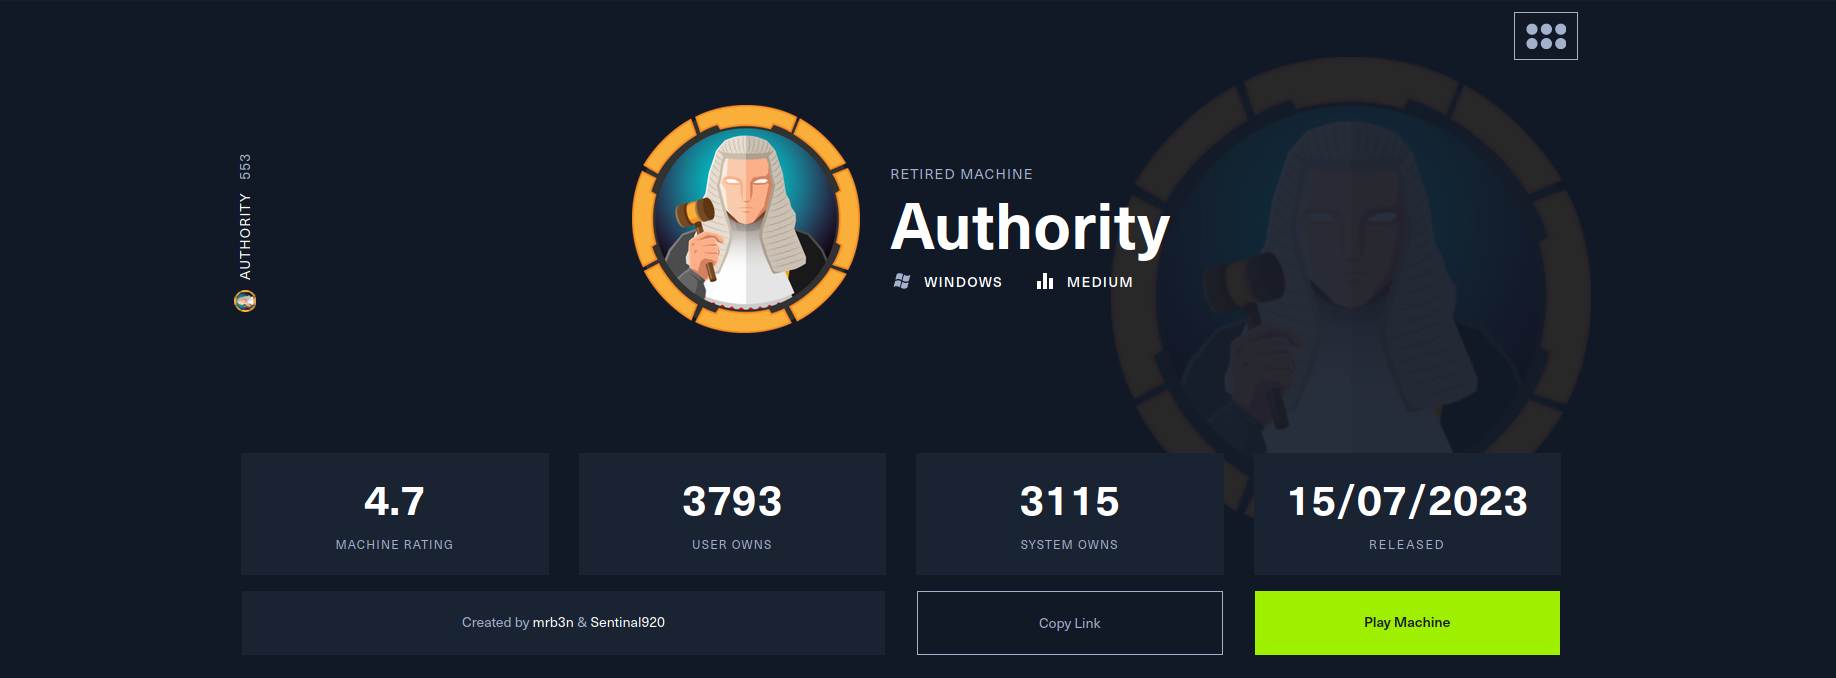 AUTHORITY 553
RETIRED MACHINE
Authority
WINDOWS MEDIUM
4.7
MACHINE RATING
3793
USER OWNS
3115
SYSTEM OWNS
15/07/2023
RELEASED
Created by mrb3n & Sentinal920
Copy Link
Play Machine